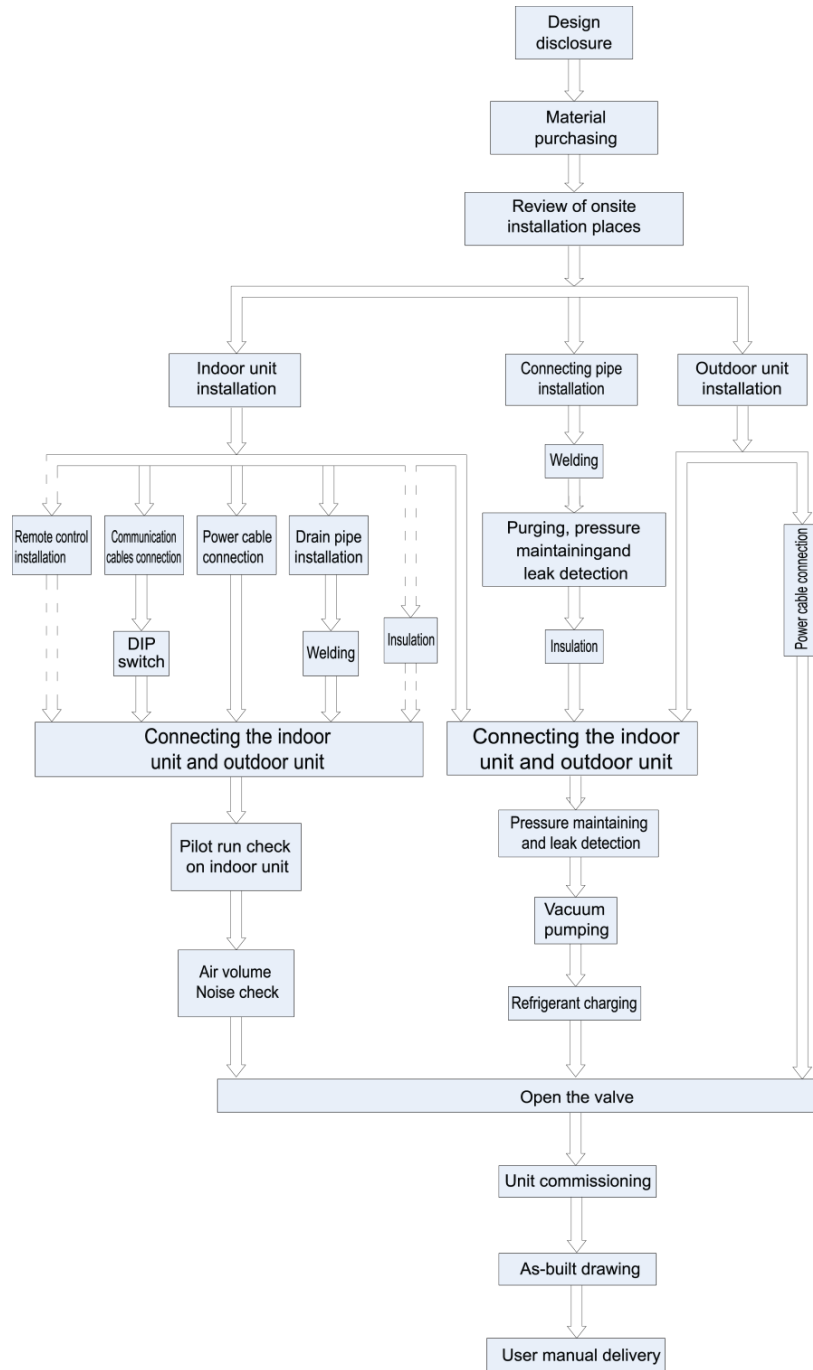 Design
disclosure
Material
purchasing
Review of onsite
installation places
Indoor unit
installation
Connecting pipe
installation
Outdoor unit
installation
Welding
Remote control
installation
Communication
cables connection
Power cable
connection
Drain pipe
installation
Purging, pressure
maintainingand
leak detection
Power cable connection
DIP
switch
Welding
Insulation
Insulation
Connecting the indoor
unit and outdoor unit
Connecting the indoor
unit and outdoor unit
Pilot run check
on indoor unit
Pressure maintaining
and leak detection
Vacuum
pumping
Air volume
Noise check
Refrigerant charging
Open the valve
Unit commissioning
As-built drawing
User manual delivery